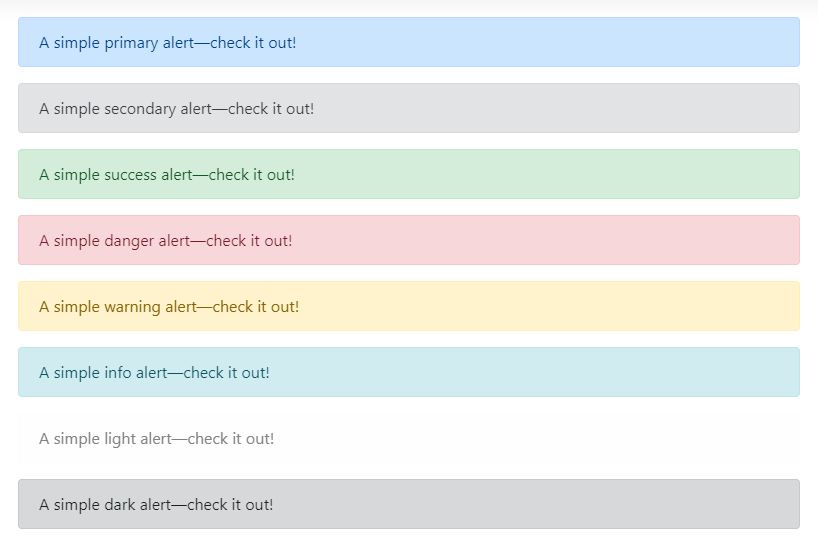 A simple primary alert—check it out!
A simple secondary alert—check it out!
A simple success alert—check it out!
A simple danger alert—check it out!
A simple warning alert—check it out!
A simple info alert—check it out!
A simple light alert—check it out!
A simple dark alert—check it out!